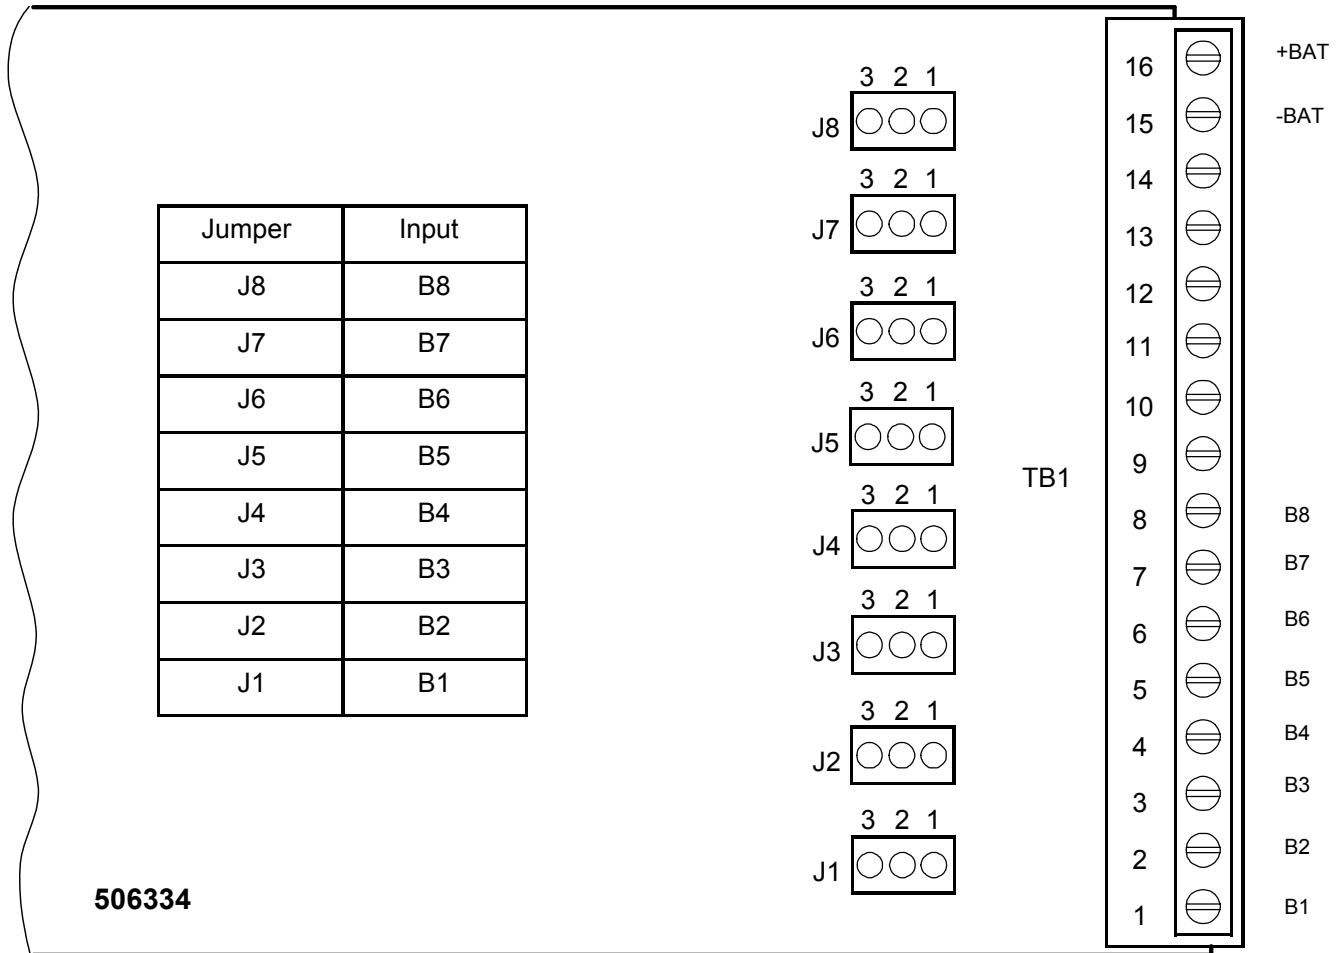 Jumper Input
J8 B8
J7 B7
J6 B6
J5 B5
J4 B4
J3 B3
J2 B2
J1 B1
506334
3 2 1
J8
3 2 1
J7
3 2 1
J6
3 2 1
J5
3 2 1
J4
3 2 1
J3
3 2 1
J2
3 2 1
J1
TB1
16 +BAT
15 -BAT
14
13
12
11
10
9
8 B8
7 B7
6 B6
5 B5
4 B4
3 B3
2 B2
1 B1